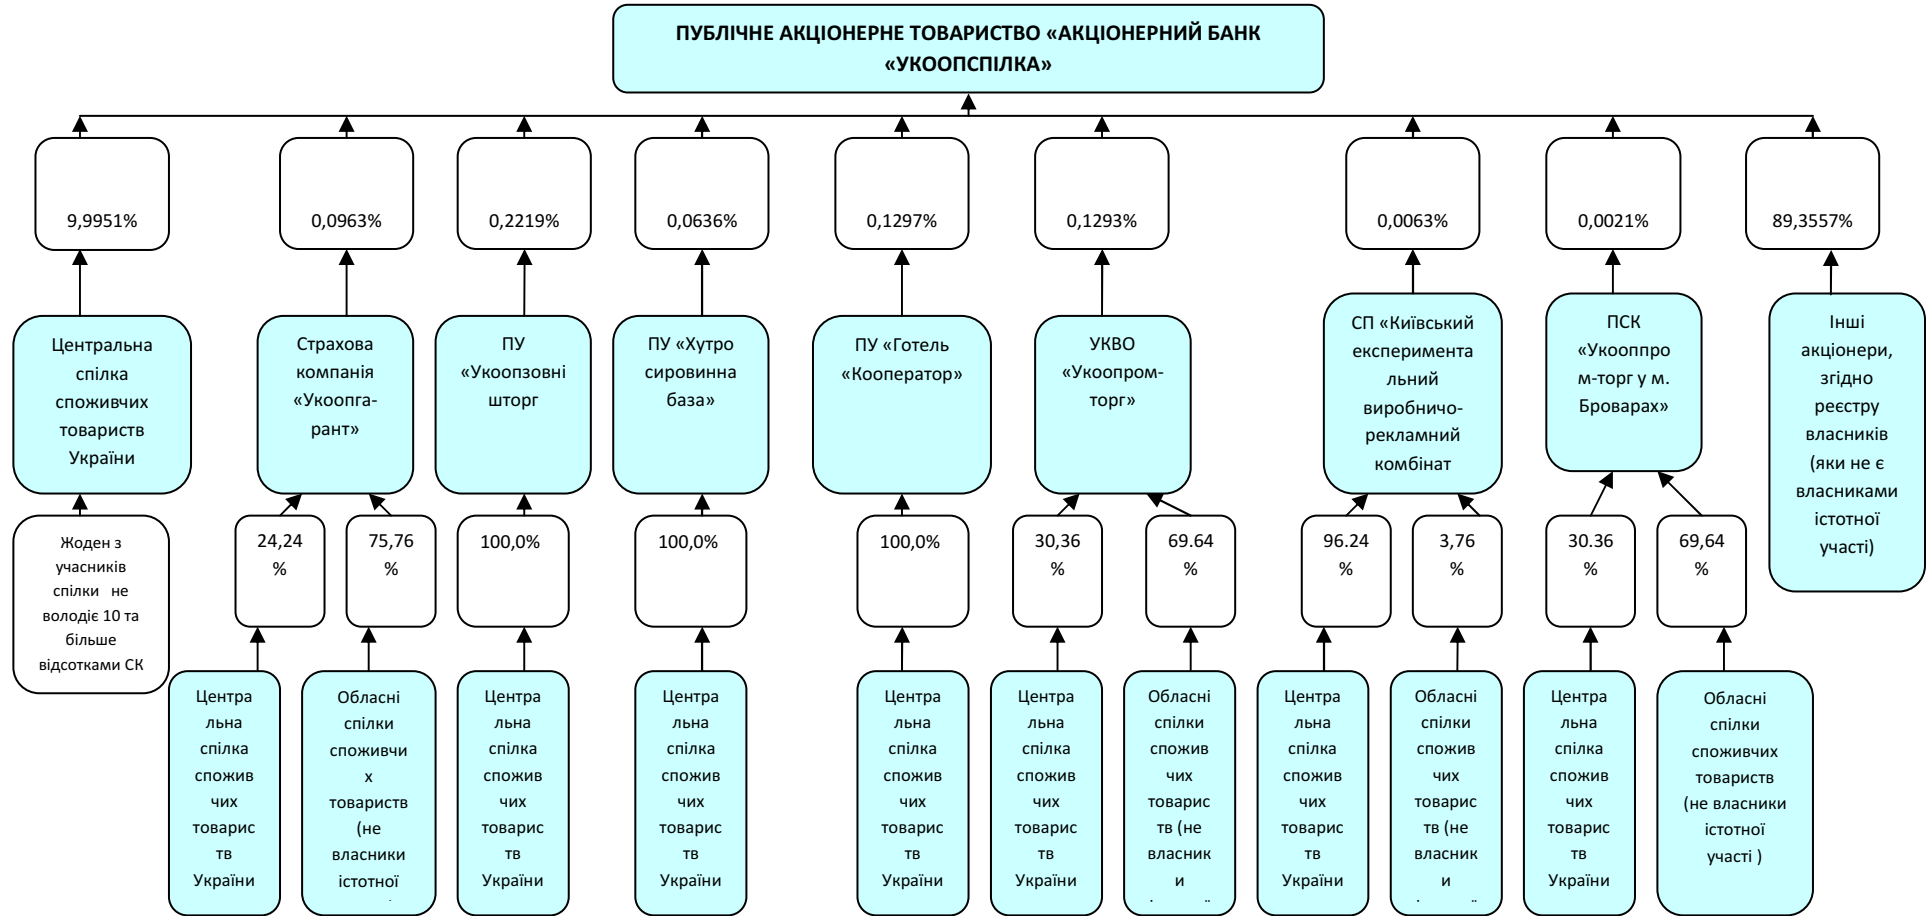 ПУБЛІЧНЕ АКЦІОНЕРНЕ ТОВАРИСТВО «АКЦІОНЕРНИЙ БАНК
«УКООПСПІЛКА»
9,9951%
0,0963%
0,2219%
0,0636%
0,1297%
0,1293%
0,0063%
0,0021%
89,3557%
Центральна
спілка
споживчих
товариств
України
Страхова
компанія
«Укоопга-
рант»
ПУ
«Укоопзовні
шторг
ПУ «Хутро
сировинна
база»
ПУ «Готель
«Кооператор»
УКВО
«Укоопром-
торг»
СП «Київський
експеримента
льний
виробничо-
рекламний
комбінат
ПСК
«Укооппро
м-торг у м.
Броварах»
Інші
акціонери,
згідно
реєстру
власників
(яки не є
власниками
істотної
участі)
Жоден з
учасників
спілки не
володіє 10 та
більше
відсотками СК
24,24
%
75,76
%
100,0%
100,0%
100,0%
30,36
%
69.64
%
96.24
%
3,76
%
30.36
%
69,64
%
Центра
льна
спілка
спожив
чих
товарис
тв
України
Обласні
спілки
споживчи
х
товариств
(не
власники
істотної
Центра
льна
спілка
спожив
чих
товарис
тв
України
Центра
льна
спілка
спожив
чих
товарис
тв
України
Центра
льна
спілка
спожив
чих
товарис
тв
України
Центра
льна
спілка
спожив
чих
товарис
тв
України
Обласні
спілки
спожив
чих
товарис
тв (не
власник
и
Центра
льна
спілка
спожив
чих
товарис
тв
України
Обласні
спілки
спожив
чих
товарис
тв (не
власник
и
Центра
льна
спілка
спожив
чих
товарис
тв
України
Обласні
спілки
споживчих
товариств
(не власники
істотної
участі )